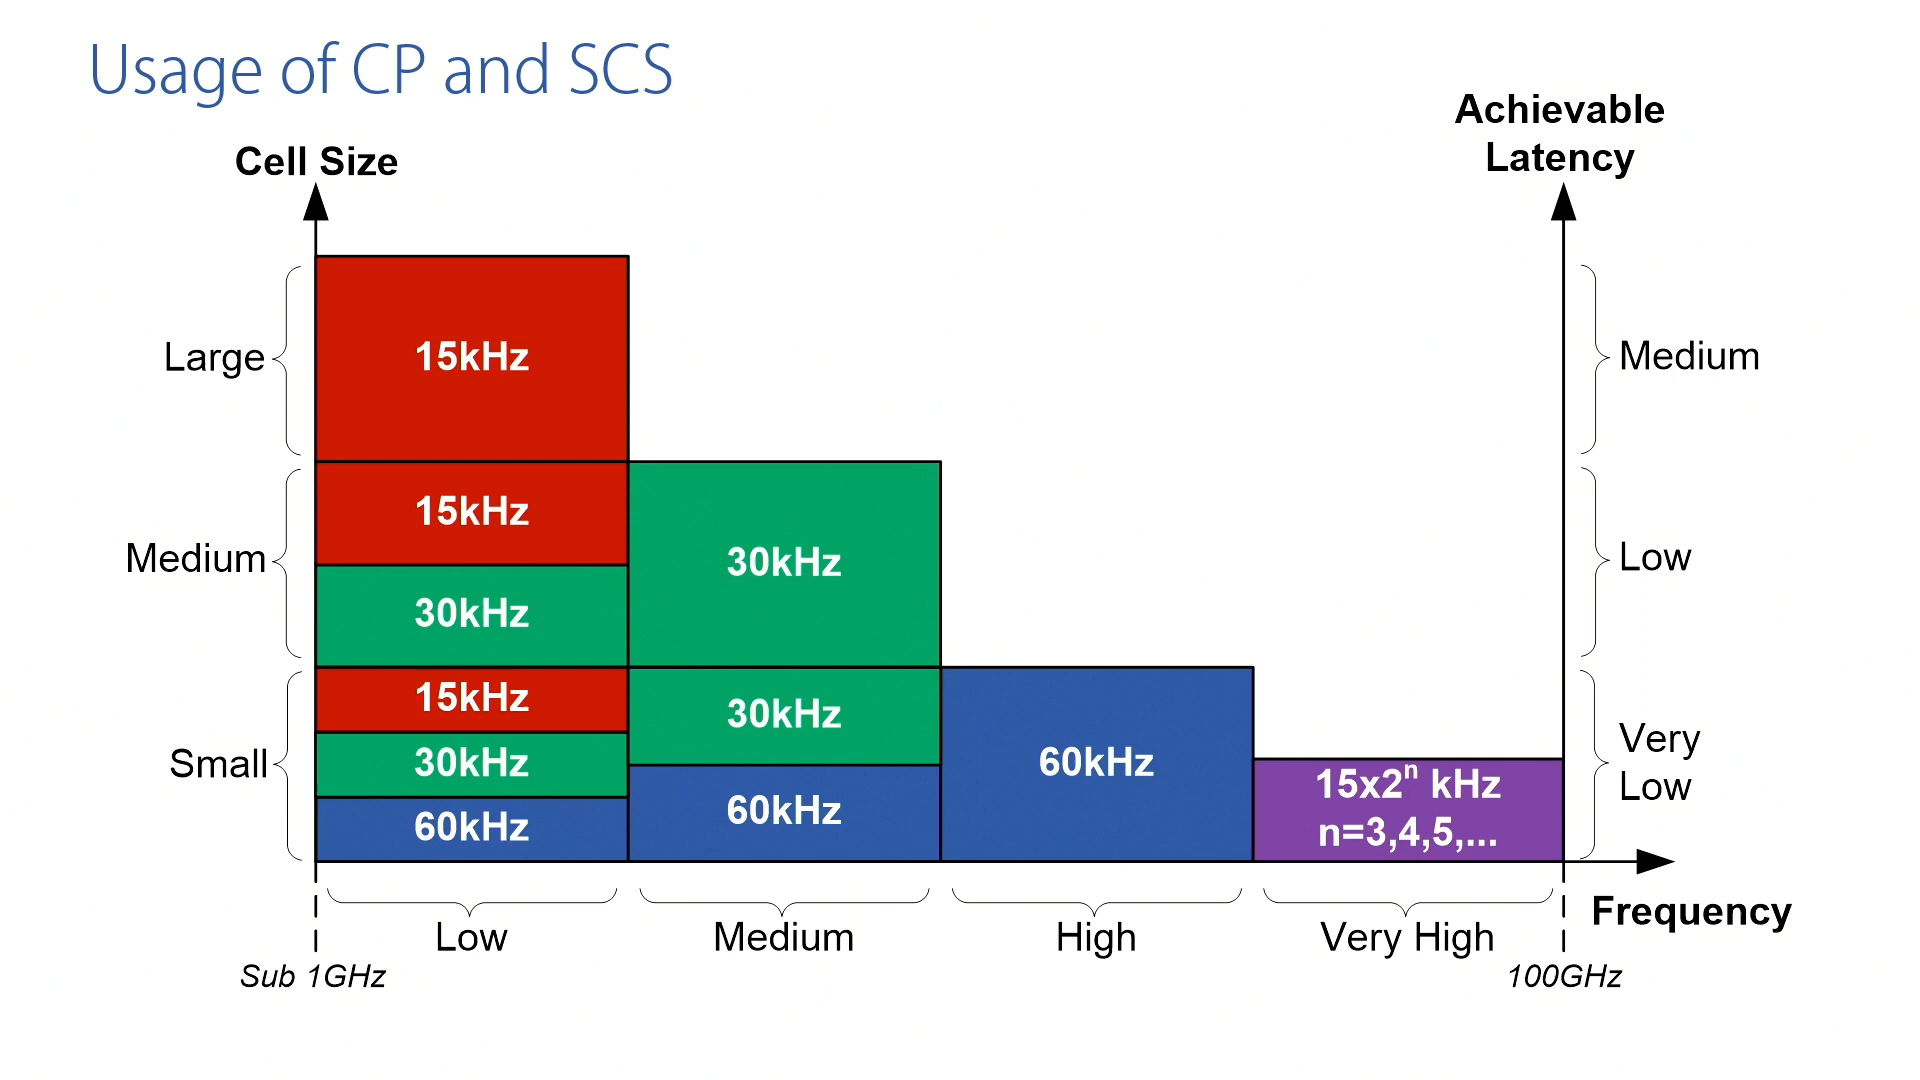 Usage of CP and SCS
Achievable
Latency
Cell Size
Large
15kHz
Medium
Medium
15kHz
30kHz
30kHz
Low
Small
15kHz
30kHz
60kHz
30kHz
60kHz
60kHz
15x2ⁿ kHz
n=3,4,5,...
Very
Low
Low
Medium
High
Very High
Frequency
Sub 1GHz
100GHz